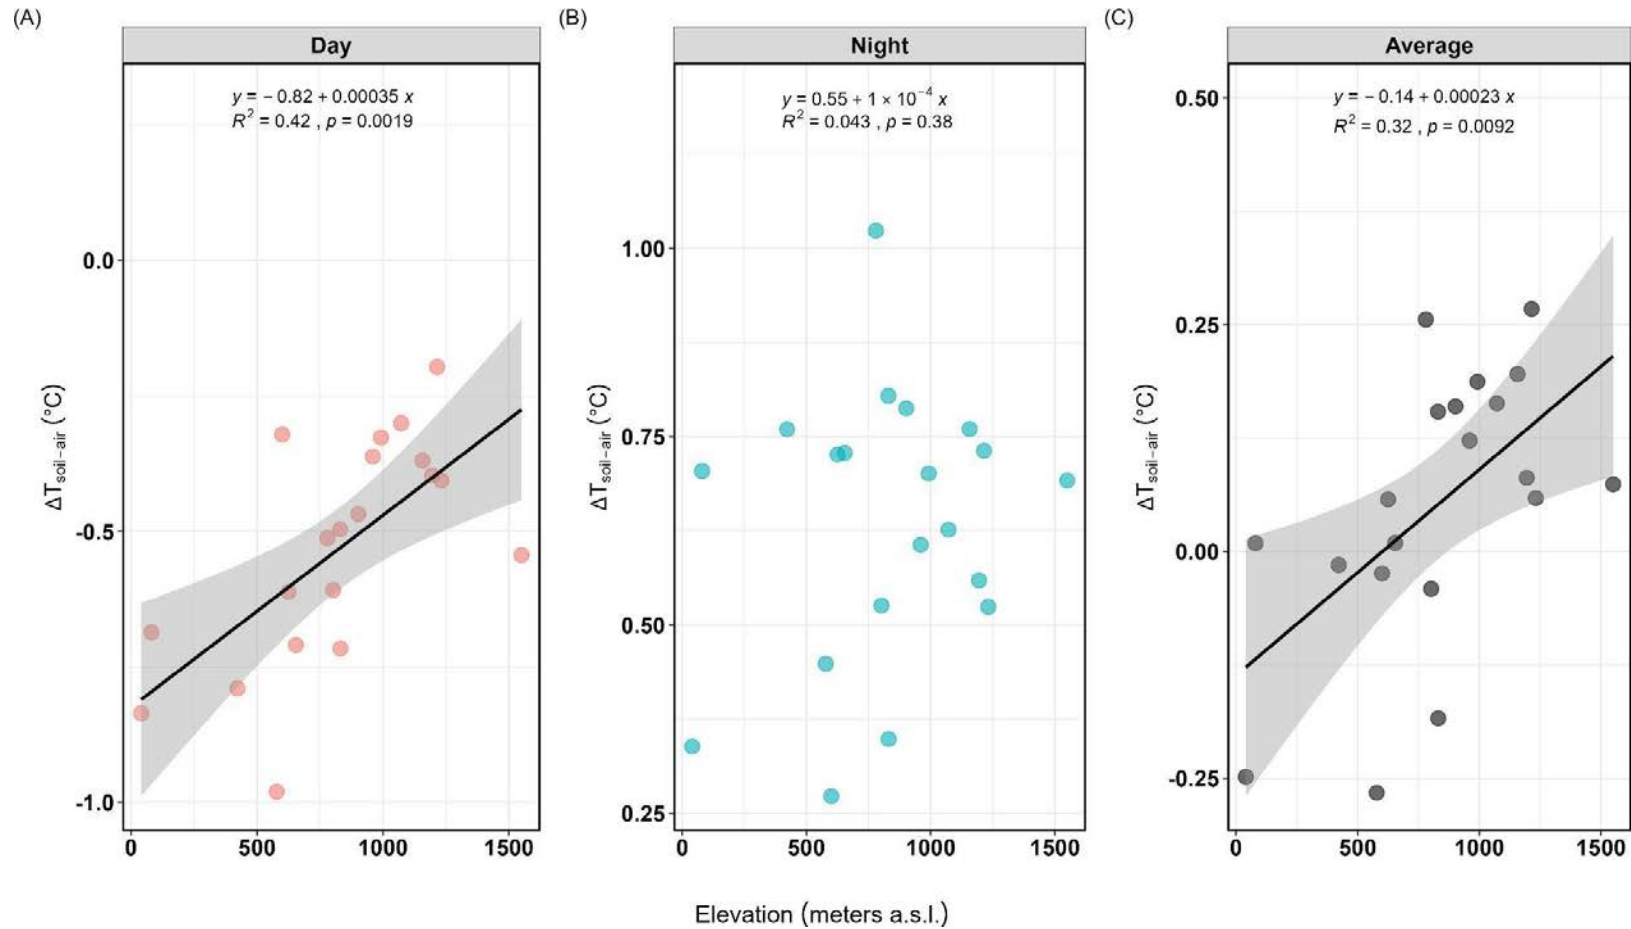 (A)
Day
y = − 0.82 + 0.00035 x
R² = 0.42 , p = 0.0019
ΔTsoil−air (°C)
0.0
-0.5
-1.0
0 500 1000 1500
(B)
Night
y = 0.55 + 1 × 10⁻⁴ x
R² = 0.043 , p = 0.38
ΔTsoil−air (°C)
1.00
0.75
0.50
0.25
0 500 1000 1500
(C)
Average
y = − 0.14 + 0.00023 x
R² = 0.32 , p = 0.0092
ΔTsoil−air (°C)
0.50
0.25
0.00
-0.25
0 500 1000 1500
Elevation (meters a.s.l.)